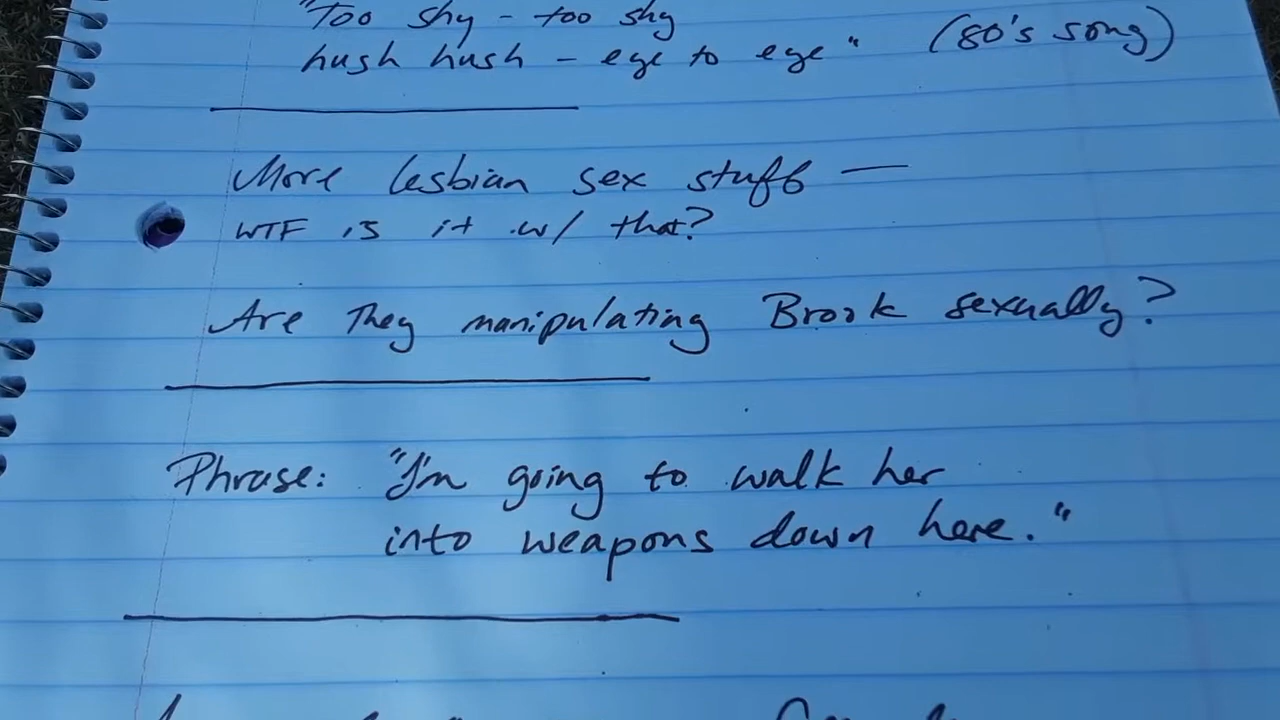 "Too shy - too shy
hush hush - eye to eye" (80's song)
More lesbian sex stuff —
WTF is it w/ that?
Are they manipulating Brook sexually?
Phrase: "I'm going to walk her
into weapons down here."